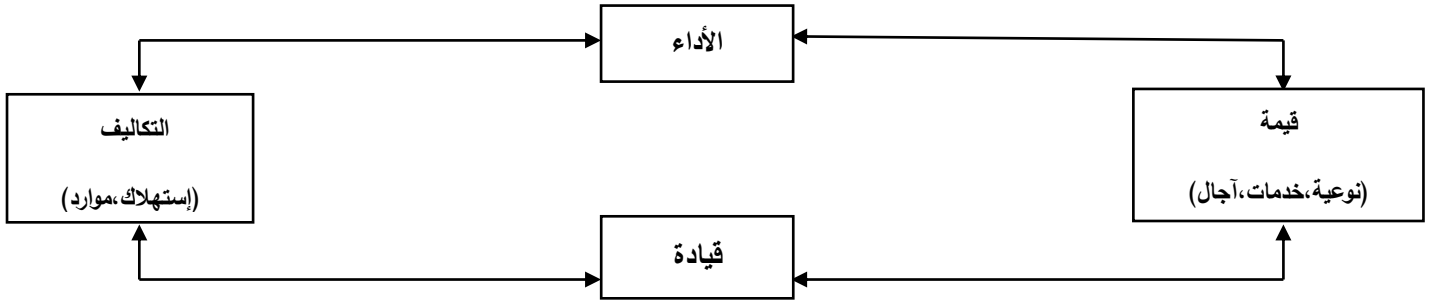 الأداء
قيمة
(نوعية،خدمات،آجال)
التكاليف
(إستهلاك،موارد)
قيادة